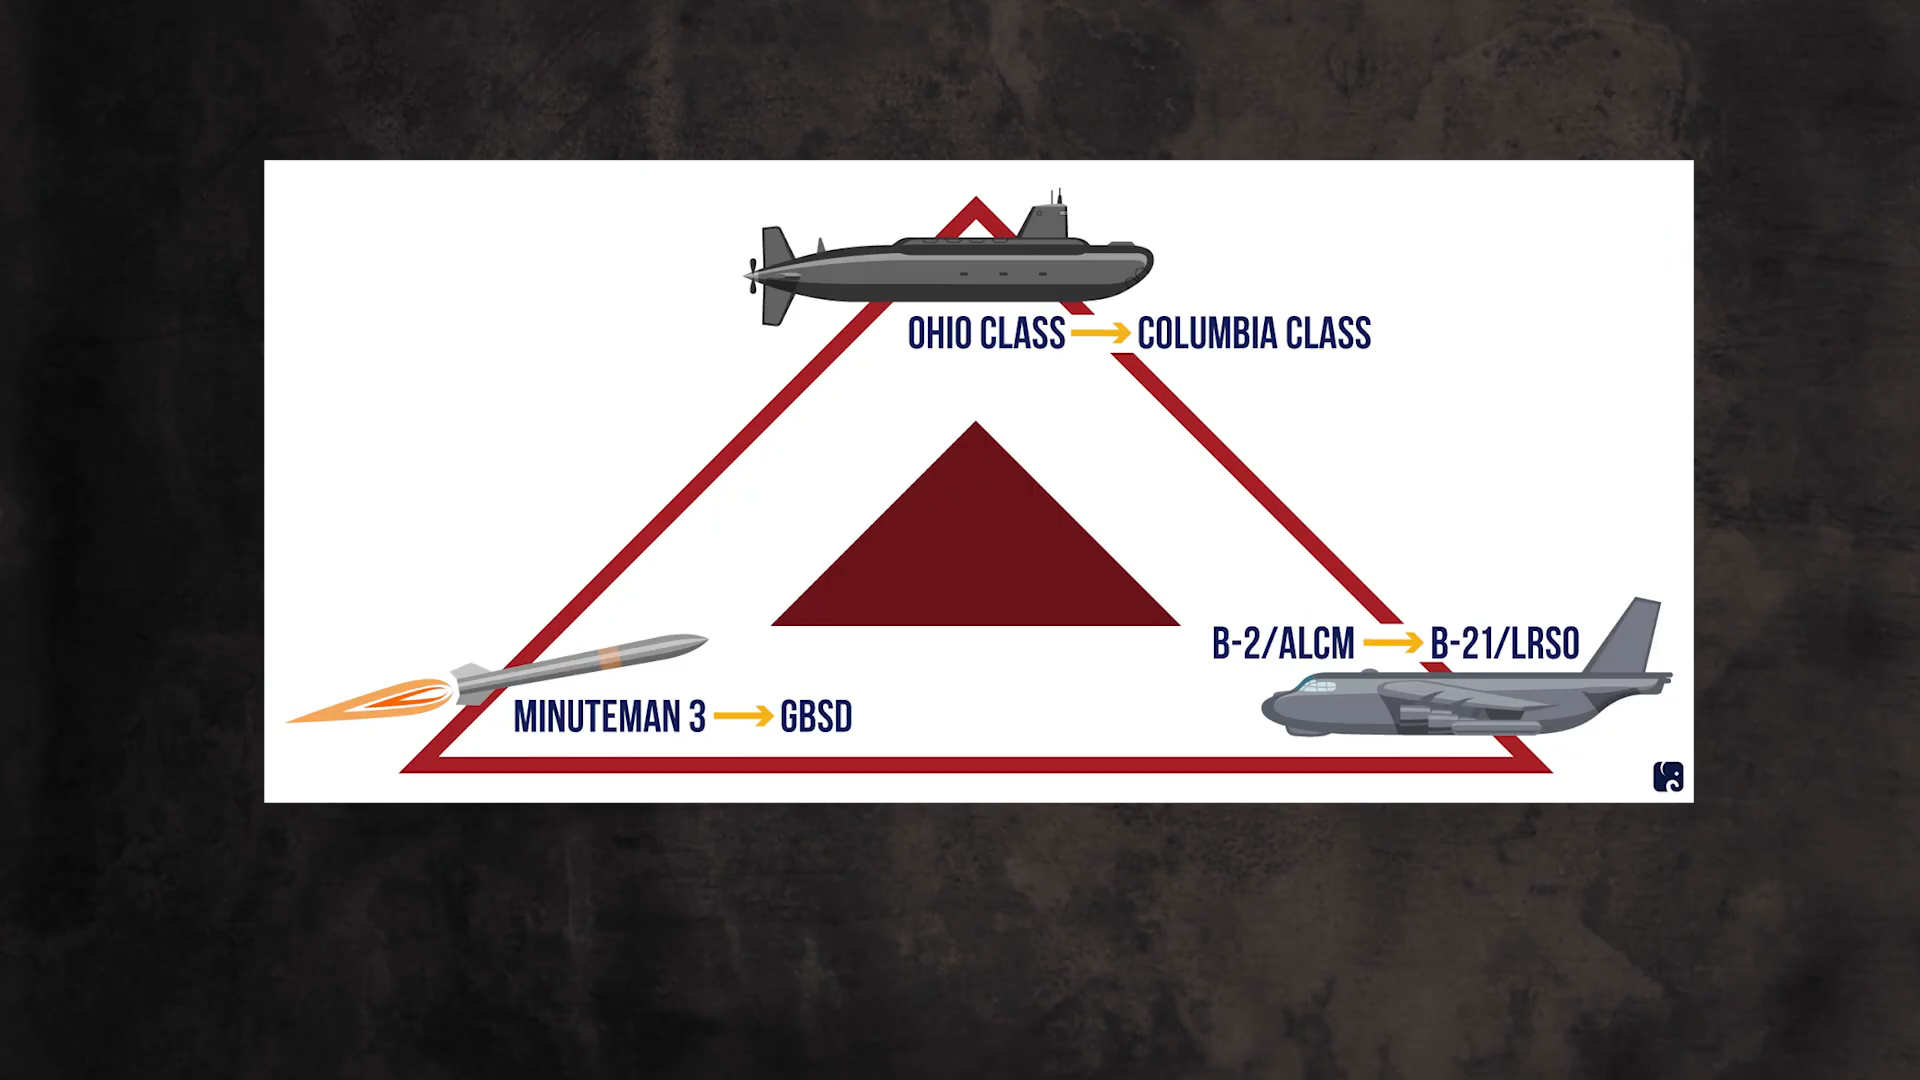 OHIO CLASS → COLUMBIA CLASS
B-2/ALCM → B-21/LRSO
MINUTEMAN 3 → GBSD